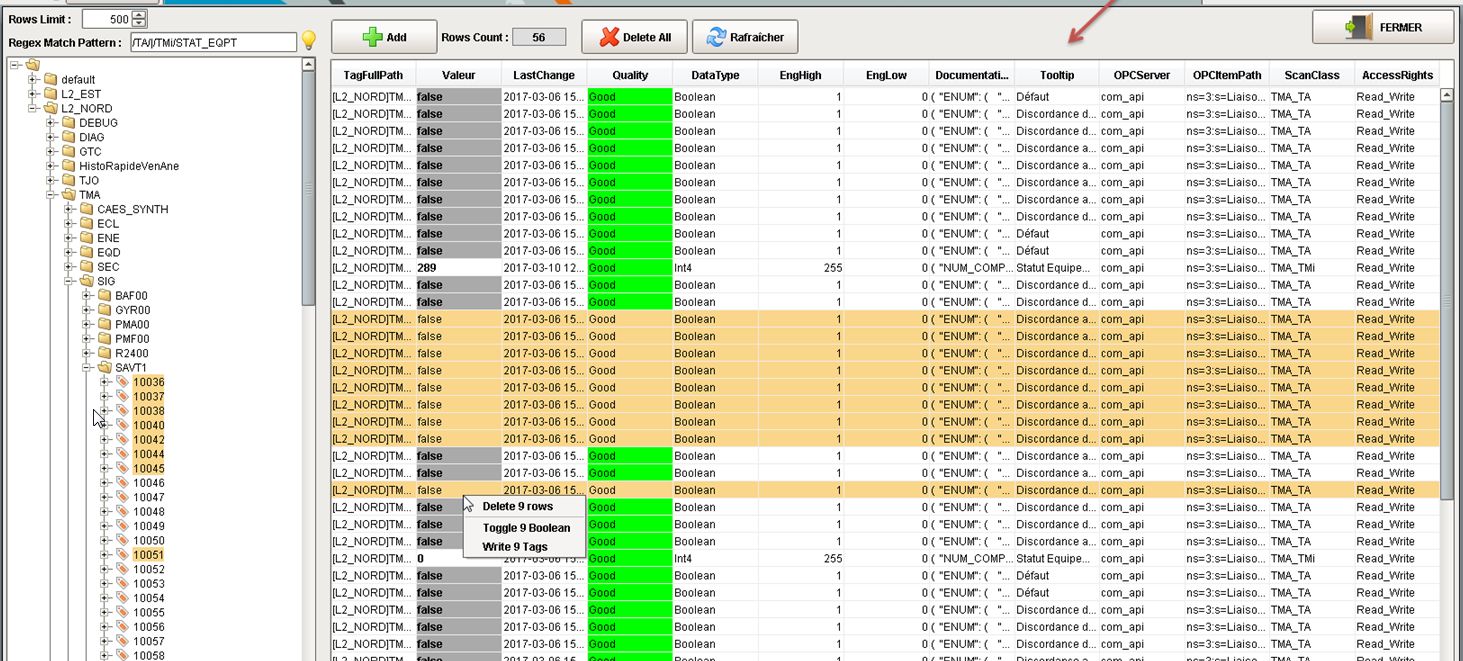 Rows Limit : 500
Regex Match Pattern : /TA/|/TMi/STAT_EQPT
Add
Rows Count : 56
Delete All
Rafraicher
FERMER
default
L2_EST
L2_NORD
DEBUG
DIAG
GTC
HistoRapideVenAne
TJO
TMA
CAES_SYNTH
ECL
ENE
EQD
SEC
SIG
BAF00
GYR00
PMA00
PMF00
R2400
SAVT1
10036
10037
10038
10040
10042
10044
10045
10046
10047
10048
10049
10050
10051
10052
10053
10054
10055
10056
10057
10058
TagFullPath Valeur LastChange Quality DataType EngHigh EngLow Documentati... Tooltip OPCServer OPCItemPath ScanClass AccessRights
[L2_NORD]TM... false 2017-03-06 15... Good Boolean 1 0 ( "ENUM": ( "... Défaut com_api ns=3:s=Liaiso... TMA_TA Read_Write
[L2_NORD]TM... false 2017-03-06 15... Good Boolean 1 0 ( "ENUM": ( "... Discordance d... com_api ns=3:s=Liaiso... TMA_TA Read_Write
[L2_NORD]TM... false 2017-03-06 15... Good Boolean 1 0 ( "ENUM": ( "... Discordance a... com_api ns=3:s=Liaiso... TMA_TA Read_Write
[L2_NORD]TM... false 2017-03-06 15... Good Boolean 1 0 ( "ENUM": ( "... Discordance a... com_api ns=3:s=Liaiso... TMA_TA Read_Write
[L2_NORD]TM... false 2017-03-06 15... Good Boolean 1 0 ( "ENUM": ( "... Discordance a... com_api ns=3:s=Liaiso... TMA_TA Read_Write
[L2_NORD]TM... false 2017-03-06 15... Good Boolean 1 0 ( "ENUM": ( "... Discordance a... com_api ns=3:s=Liaiso... TMA_TA Read_Write
[L2_NORD]TM... false 2017-03-06 15... Good Boolean 1 0 ( "ENUM": ( "... Discordance a... com_api ns=3:s=Liaiso... TMA_TA Read_Write
[L2_NORD]TM... false 2017-03-06 15... Good Boolean 1 0 ( "ENUM": ( "... Discordance d... com_api ns=3:s=Liaiso... TMA_TA Read_Write
[L2_NORD]TM... false 2017-03-06 15... Good Boolean 1 0 ( "ENUM": ( "... Défaut com_api ns=3:s=Liaiso... TMA_TA Read_Write
[L2_NORD]TM... false 2017-03-06 15... Good Boolean 1 0 ( "ENUM": ( "... Défaut com_api ns=3:s=Liaiso... TMA_TA Read_Write
[L2_NORD]TM... 289 2017-03-10 12... Good Int4 255 0 ( "NUM_COMP... Statut Equipe... com_api ns=3:s=Liaiso... TMA_TMi Read_Write
[L2_NORD]TM... false 2017-03-06 15... Good Boolean 1 0 ( "ENUM": ( "... Discordance a... com_api ns=3:s=Liaiso... TMA_TA Read_Write
[L2_NORD]TM... false 2017-03-06 15... Good Boolean 1 0 ( "ENUM": ( "... Discordance d... com_api ns=3:s=Liaiso... TMA_TA Read_Write
[L2_NORD]TM... false 2017-03-06 15... Good Boolean 1 0 ( "ENUM": ( "... Discordance a... com_api ns=3:s=Liaiso... TMA_TA Read_Write
[L2_NORD]TM... false 2017-03-06 15... Good Boolean 1 0 ( "ENUM": ( "... Discordance d... com_api ns=3:s=Liaiso... TMA_TA Read_Write
[L2_NORD]TM... false 2017-03-06 15... Good Boolean 1 0 ( "ENUM": ( "... Discordance d... com_api ns=3:s=Liaiso... TMA_TA Read_Write
[L2_NORD]TM... false 2017-03-06 15... Good Boolean 1 0 ( "ENUM": ( "... Discordance a... com_api ns=3:s=Liaiso... TMA_TA Read_Write
[L2_NORD]TM... false 2017-03-06 15... Good Boolean 1 0 ( "ENUM": ( "... Discordance d... com_api ns=3:s=Liaiso... TMA_TA Read_Write
[L2_NORD]TM... false 2017-03-06 15... Good Boolean 1 0 ( "ENUM": ( "... Discordance a... com_api ns=3:s=Liaiso... TMA_TA Read_Write
[L2_NORD]TM... false 2017-03-06 15... Good Boolean 1 0 ( "ENUM": ( "... Discordance d... com_api ns=3:s=Liaiso... TMA_TA Read_Write
[L2_NORD]TM... false 2017-03-06 15... Good Boolean 1 0 ( "ENUM": ( "... Discordance a... com_api ns=3:s=Liaiso... TMA_TA Read_Write
[L2_NORD]TM... false 2017-03-06 15... Good Boolean 1 0 ( "ENUM": ( "... Discordance d... com_api ns=3:s=Liaiso... TMA_TA Read_Write
[L2_NORD]TM... false 2017-03-06 15... Good Boolean 1 0 ( "ENUM": ( "... Discordance a... com_api ns=3:s=Liaiso... TMA_TA Read_Write
[L2_NORD]TM... false 2017-03-06 15... Good Boolean 1 0 ( "ENUM": ( "... Discordance a... com_api ns=3:s=Liaiso... TMA_TA Read_Write
[L2_NORD]TM... false Good Boolean 1 0 ( "ENUM": ( "... Discordance a... com_api ns=3:s=Liaiso... TMA_TA Read_Write
[L2_NORD]TM... false Good Boolean 1 0 ( "ENUM": ( "... Discordance d... com_api ns=3:s=Liaiso... TMA_TA Read_Write
[L2_NORD]TM... false Good Boolean 1 0 ( "ENUM": ( "... Discordance a... com_api ns=3:s=Liaiso... TMA_TA Read_Write
[L2_NORD]TM... 0 Good Int4 255 0 ( "NUM_COMP... Statut Equipe... com_api ns=3:s=Liaiso... TMA_TMi Read_Write
[L2_NORD]TM... false 2017-03-06 15... Good Boolean 1 0 ( "ENUM": ( "... Défaut com_api ns=3:s=Liaiso... TMA_TA Read_Write
[L2_NORD]TM... false 2017-03-06 15... Good Boolean 1 0 ( "ENUM": ( "... Défaut com_api ns=3:s=Liaiso... TMA_TA Read_Write
[L2_NORD]TM... false 2017-03-06 15... Good Boolean 1 0 ( "ENUM": ( "... Discordance d... com_api ns=3:s=Liaiso... TMA_TA Read_Write
[L2_NORD]TM... false 2017-03-06 15... Good Boolean 1 0 ( "ENUM": ( "... Discordance d... com_api ns=3:s=Liaiso... TMA_TA Read_Write
[L2_NORD]TM... false 2017-03-06 15... Good Boolean 1 0 ( "ENUM": ( "... Discordance a... com_api ns=3:s=Liaiso... TMA_TA Read_Write
Delete 9 rows
Toggle 9 Boolean
Write 9 Tags